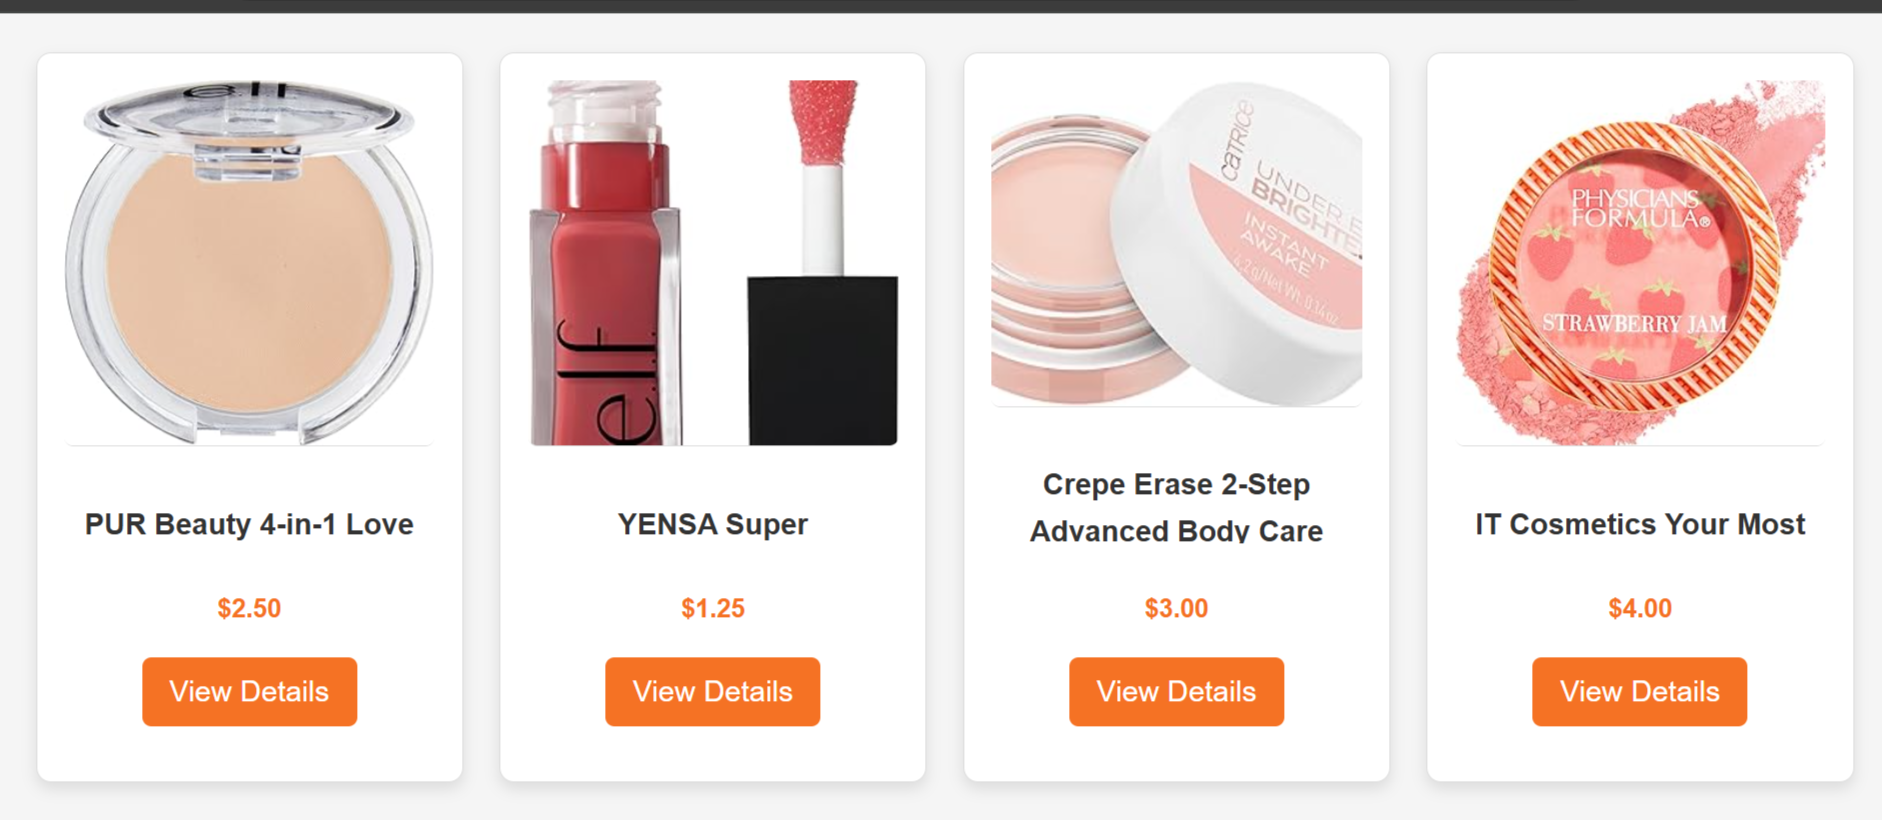 e.l.f.
CATRICE
UNDER E
BRIGHTE
INSTANT
AWAKE
4.2 g/Net Wt. 0.14 oz
PHYSICIANS
FORMULA®
STRAWBERRY JAM
PUR Beauty 4-in-1 Love
YENSA Super
Crepe Erase 2-Step
Advanced Body Care
IT Cosmetics Your Most
$2.50
$1.25
$3.00
$4.00
View Details
View Details
View Details
View Details